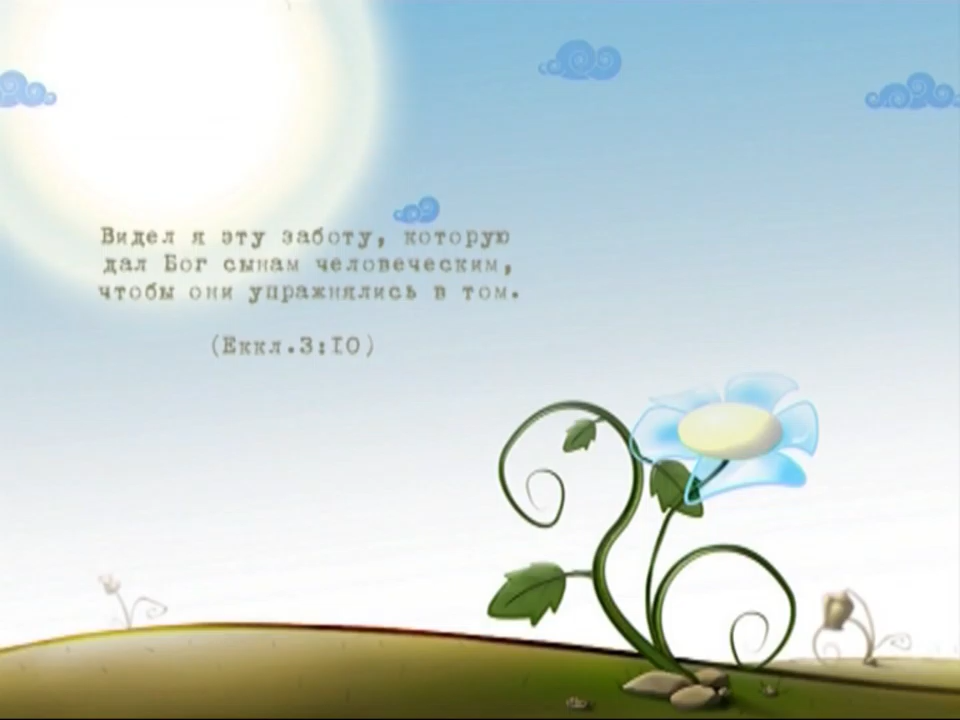 Видел я эту заботу, которую
дал Бог сынам человеческим,
чтобы они упражнялись в том.
(Еккл.3:10)